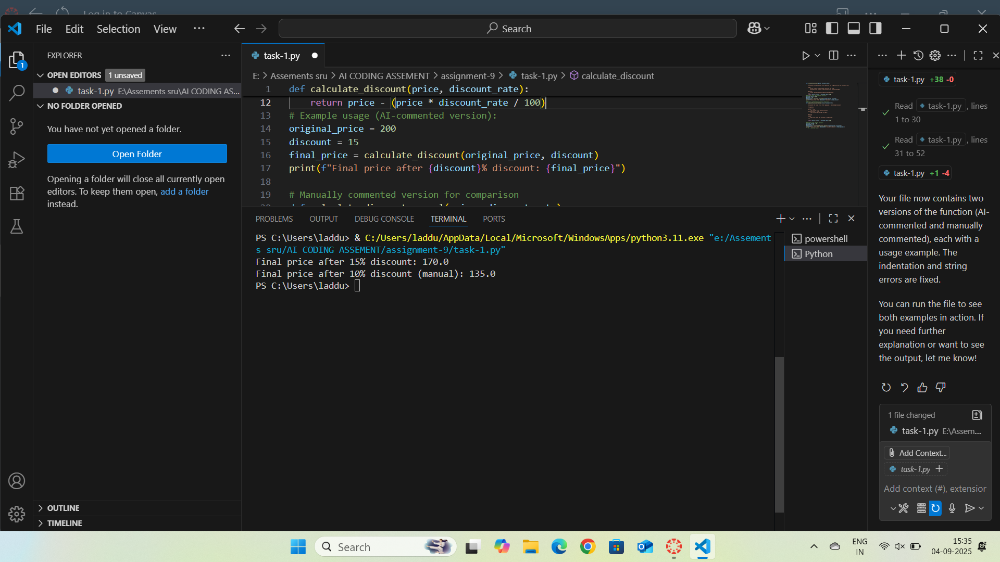 File Edit Selection View ···
Search
EXPLORER
OPEN EDITORS 1 unsaved
task-1.py E:\Assements sru\AI CODING AS...
NO FOLDER OPENED
You have not yet opened a folder.
Open Folder
Opening a folder will close all currently open
editors. To keep them open, add a folder
instead.
OUTLINE
TIMELINE
1
task-1.py
E: > Assements sru > AI CODING ASSEMENT > assignment-9 > task-1.py > calculate_discount
1 def calculate_discount(price, discount_rate):
12 return price - (price * discount_rate / 100)
13 # Example usage (AI-commented version):
14 original_price = 200
15 discount = 15
16 final_price = calculate_discount(original_price, discount)
17 print(f"Final price after {discount}% discount: {final_price}")
18
19 # Manually commented version for comparison
PROBLEMS OUTPUT DEBUG CONSOLE TERMINAL PORTS
PS C:\Users\laddu> & C:/Users/laddu/AppData/Local/Microsoft/WindowsApps/python3.11.exe "e:/Assement
s sru/AI CODING ASSEMENT/assignment-9/task-1.py"
Final price after 15% discount: 170.0
Final price after 10% discount (manual): 135.0
PS C:\Users\laddu>
powershell
Python
task-1.py +38 -0
Read task-1.py, lines
1 to 30
Read task-1.py, lines
31 to 52
task-1.py +1 -4
Your file now contains two
versions of the function (AI-
commented and manually
commented), each with a
usage example. The
indentation and string
errors are fixed.
You can run the file to see
both examples in action. If
you need further
explanation or want to see
the output, let me know!
1 file changed
task-1.py E:\Assem...
Add Context...
task-1.py +
Add context (#), extension
Search
ENG
IN
15:35
04-09-2025